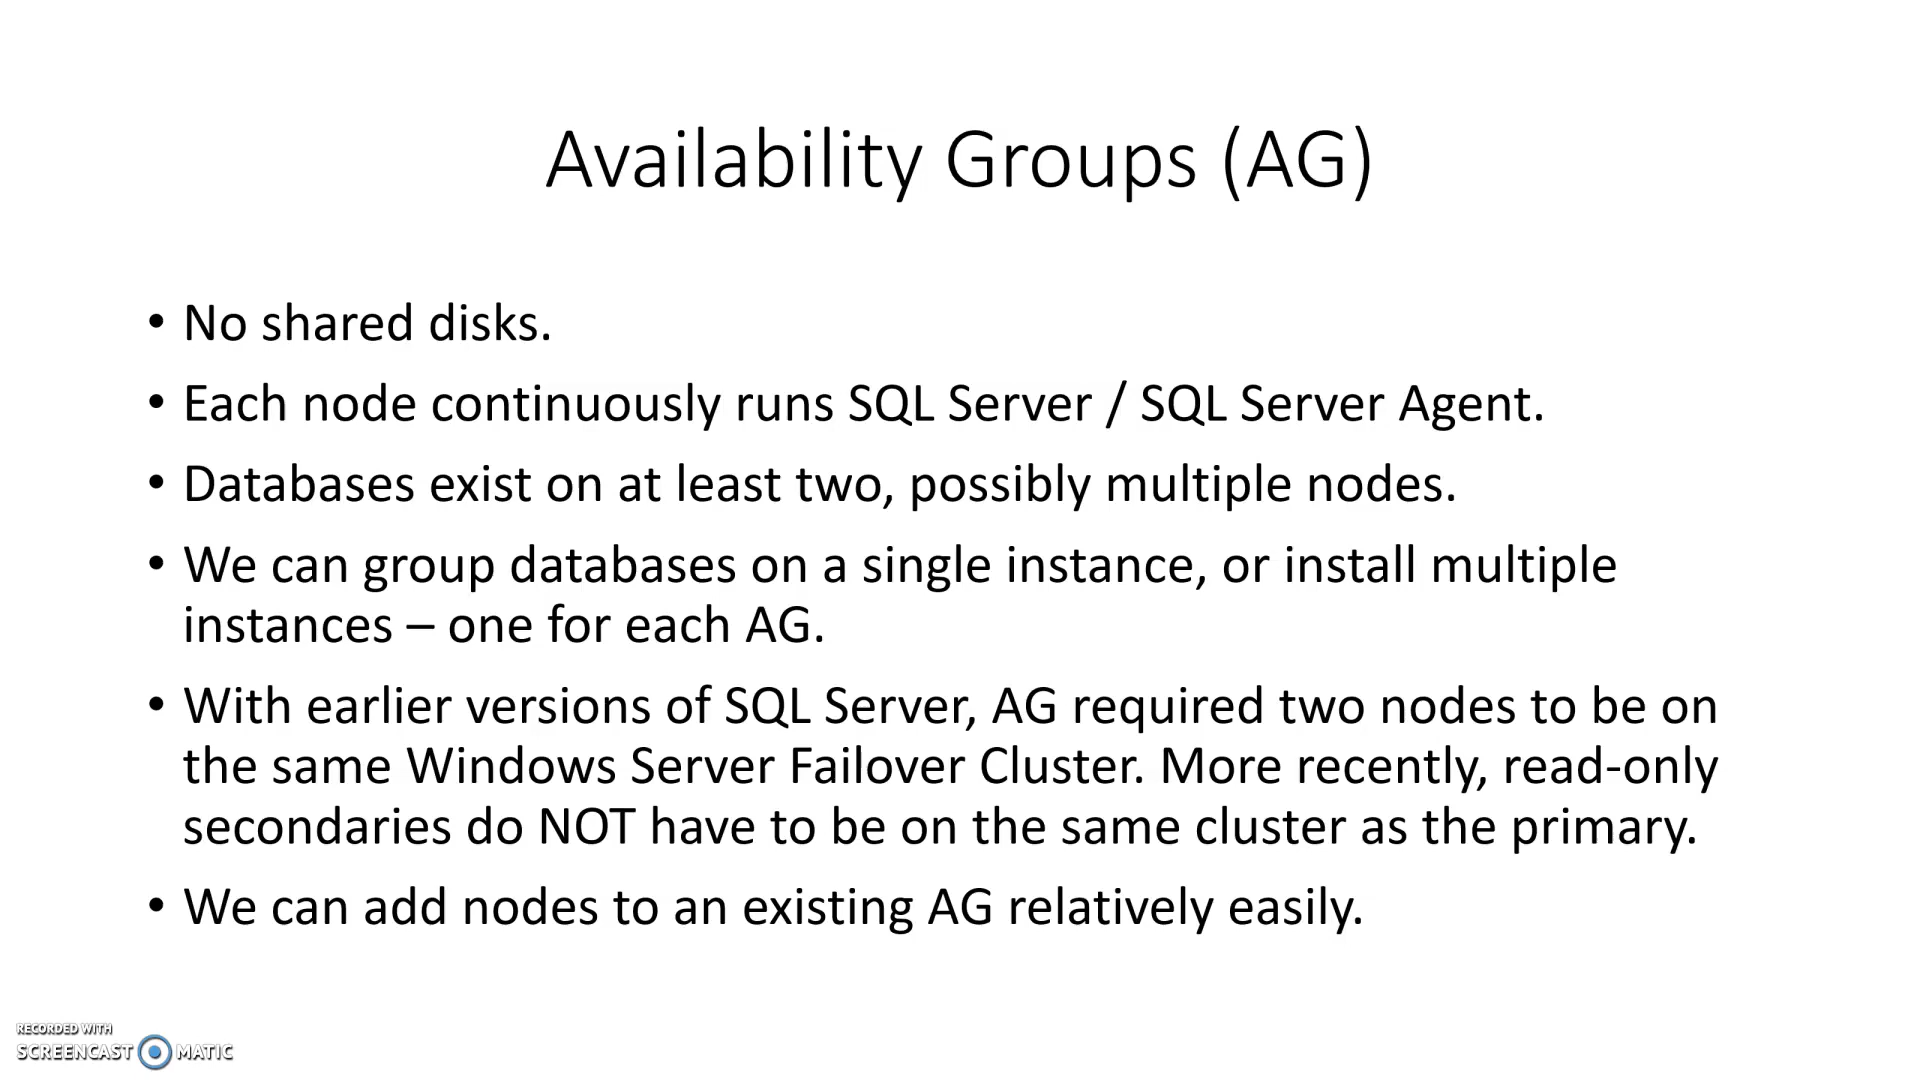 Availability Groups (AG)
• No shared disks.
• Each node continuously runs SQL Server / SQL Server Agent.
• Databases exist on at least two, possibly multiple nodes.
• We can group databases on a single instance, or install multiple
instances – one for each AG.
• With earlier versions of SQL Server, AG required two nodes to be on
the same Windows Server Failover Cluster. More recently, read-only
secondaries do NOT have to be on the same cluster as the primary.
• We can add nodes to an existing AG relatively easily.
RECORDED WITH
SCREENCAST MATIC